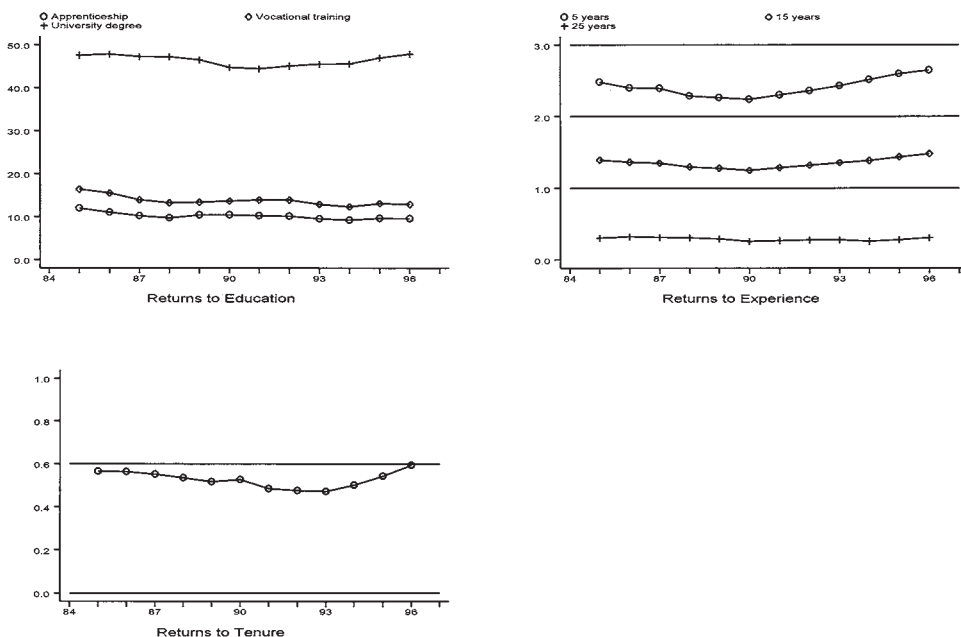 Apprenticeship Vocational training
University degree
50.0
40.0
30.0
20.0
10.0
0.0
84 87 90 93 96
Returns to Education
5 years 15 years
25 years
3.0
2.0
1.0
0.0
84 87 90 93 96
Returns to Experience
1.0
0.8
0.6
0.4
0.2
0.0
84 87 90 93 96
Returns to Tenure